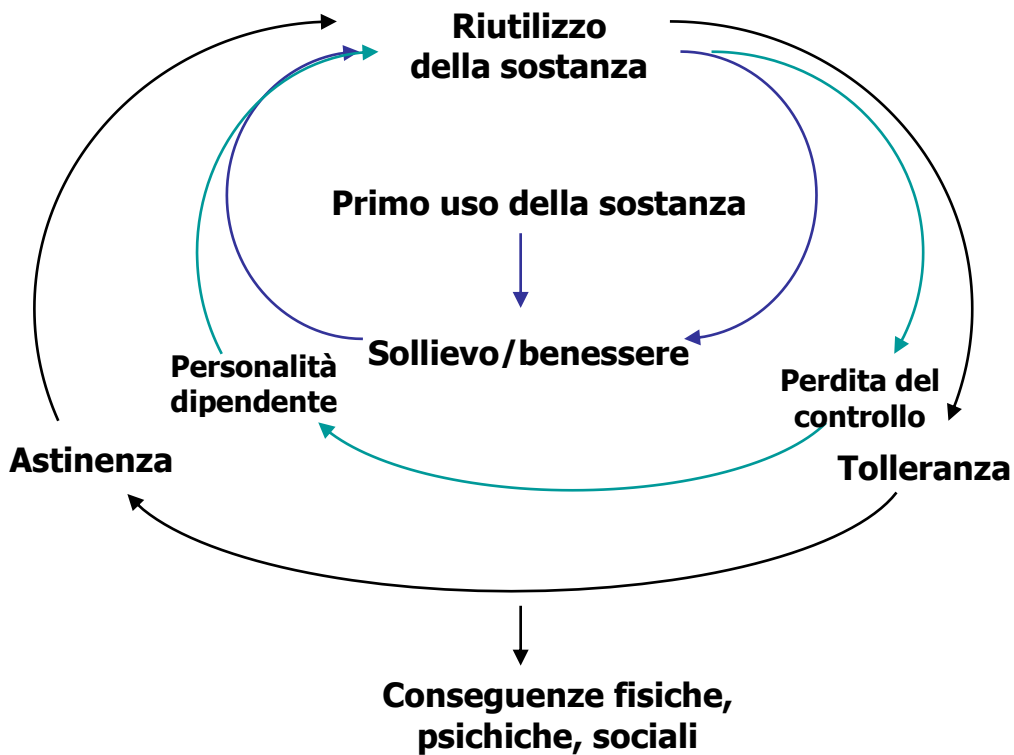 Riutilizzo
della sostanza
Primo uso della sostanza
Sollievo/benessere
Personalità
dipendente
Perdita del
controllo
Astinenza
Tolleranza
Conseguenze fisiche,
psichiche, sociali